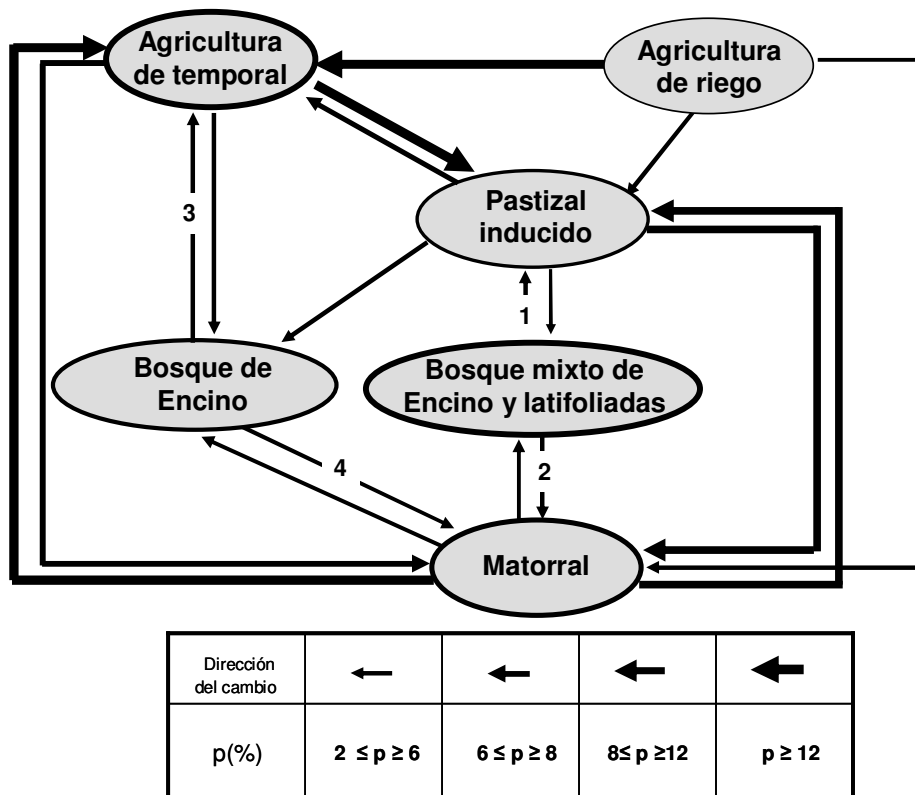 Agricultura
de temporal
Agricultura
de riego
Pastizal
inducido
3
1
Bosque de
Encino
Bosque mixto de
Encino y latifoliadas
4
2
Matorral
Dirección
del cambio
p(%)
2 ≤ p ≥ 6
6 ≤ p ≥ 8
8≤ p ≥12
p ≥ 12